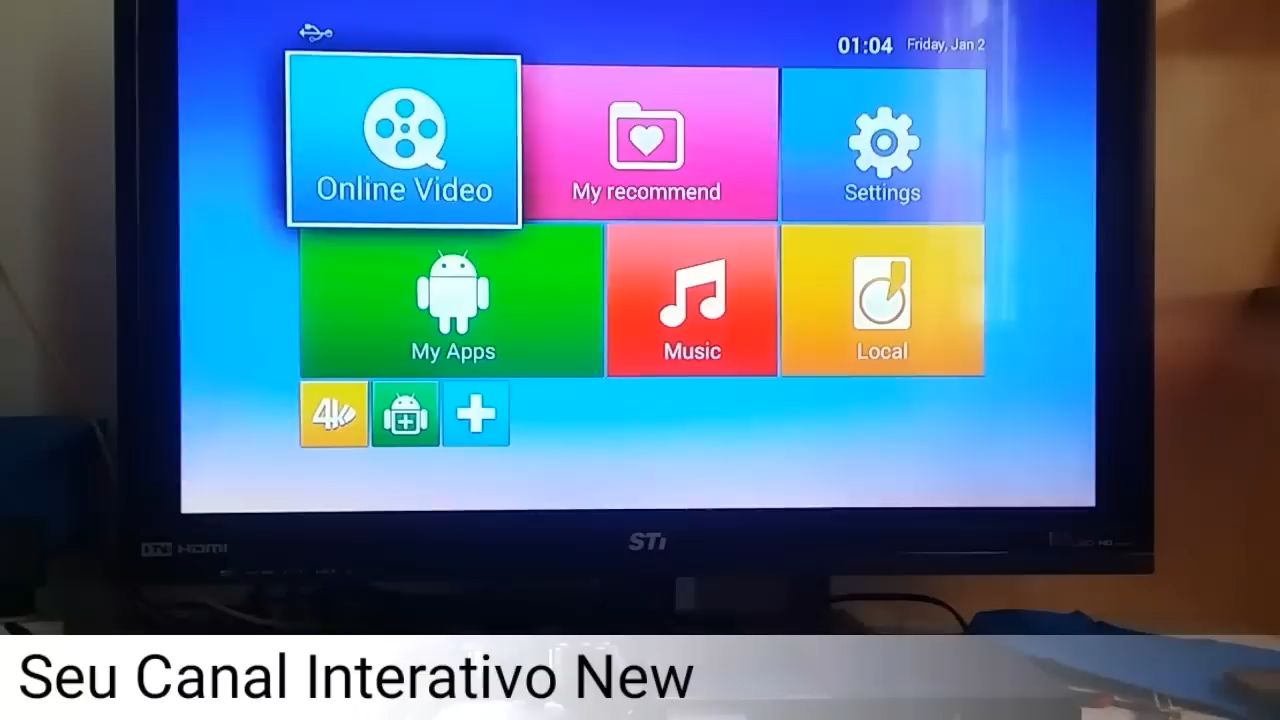 01:04 Friday, Jan 2
Online Video
My recommend
Settings
My Apps
Music
Local
4k
HDMI
STi
Seu Canal Interativo New